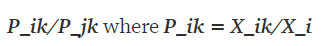 P_ik/P_jk where P_ik = X_ik/X_i